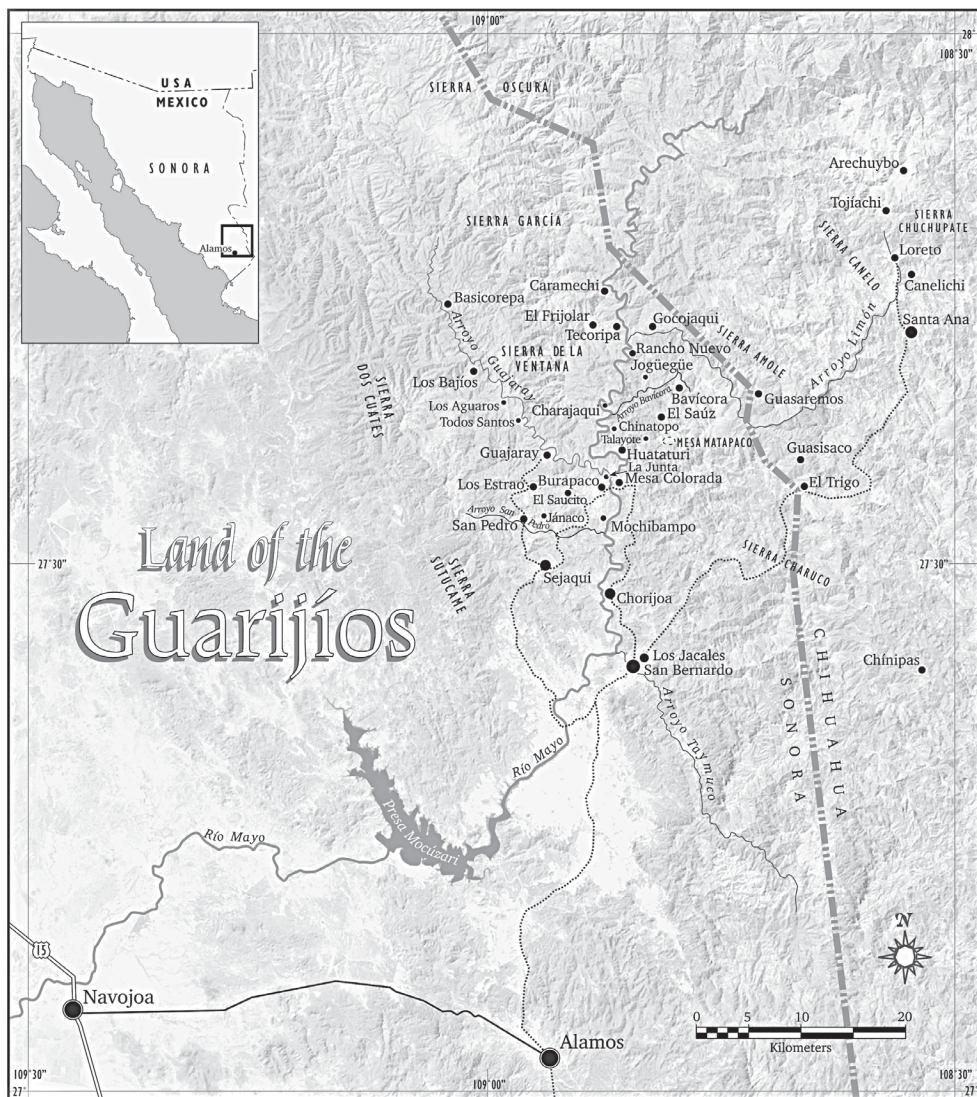 109°00"
28°
108°30"
USA
MEXICO
SONORA
Alamos
SIERRA OSCURA
Arechuybo
Tojíachi
SIERRA CHUCHUPATE
SIERRA GARCÍA
SIERRA CANELO
Loreto
Canelichi
Caramechi
Basicorepa
El Frijolar
Tecoripa
Gocojaqui
Santa Ana
Arroyo Guajaray
SIERRA DE LA
VENTANA
Rancho Nuevo
SIERRA AMOLE
Arroyo Limón
Jogüegüe
Los Bajíos
SIERRA
DOS CUATES
Arroyo Bavícora
Bavícora
Guasaremos
Los Aguaros
Charajaqui
El Saúz
Todos Santos
Chinatopo
Talayote
MESA MATAPACO
Guajaray
Huataturi
Guasisaco
La Junta
Los Estrao
Burapaco
Mesa Colorada
El Trigo
El Saucito
Arroyo San Pedro
San Pedro
Jánaco
Mochibampo
Land of the
Guarijíos
SIERRA
SUTUCAME
SIERRA CHARUCO
27°30"
27°30"
Sejaqui
Chorijoa
Los Jacales
San Bernardo
Chínipas
CHIHUAHUA
SONORA
Arroyo Taymuco
Río Mayo
Presa Mocúzari
Río Mayo
N
15
Navojoa
0 5 10 20
Kilometers
Alamos
109°30"
27°
109°00"
108°30"
27°